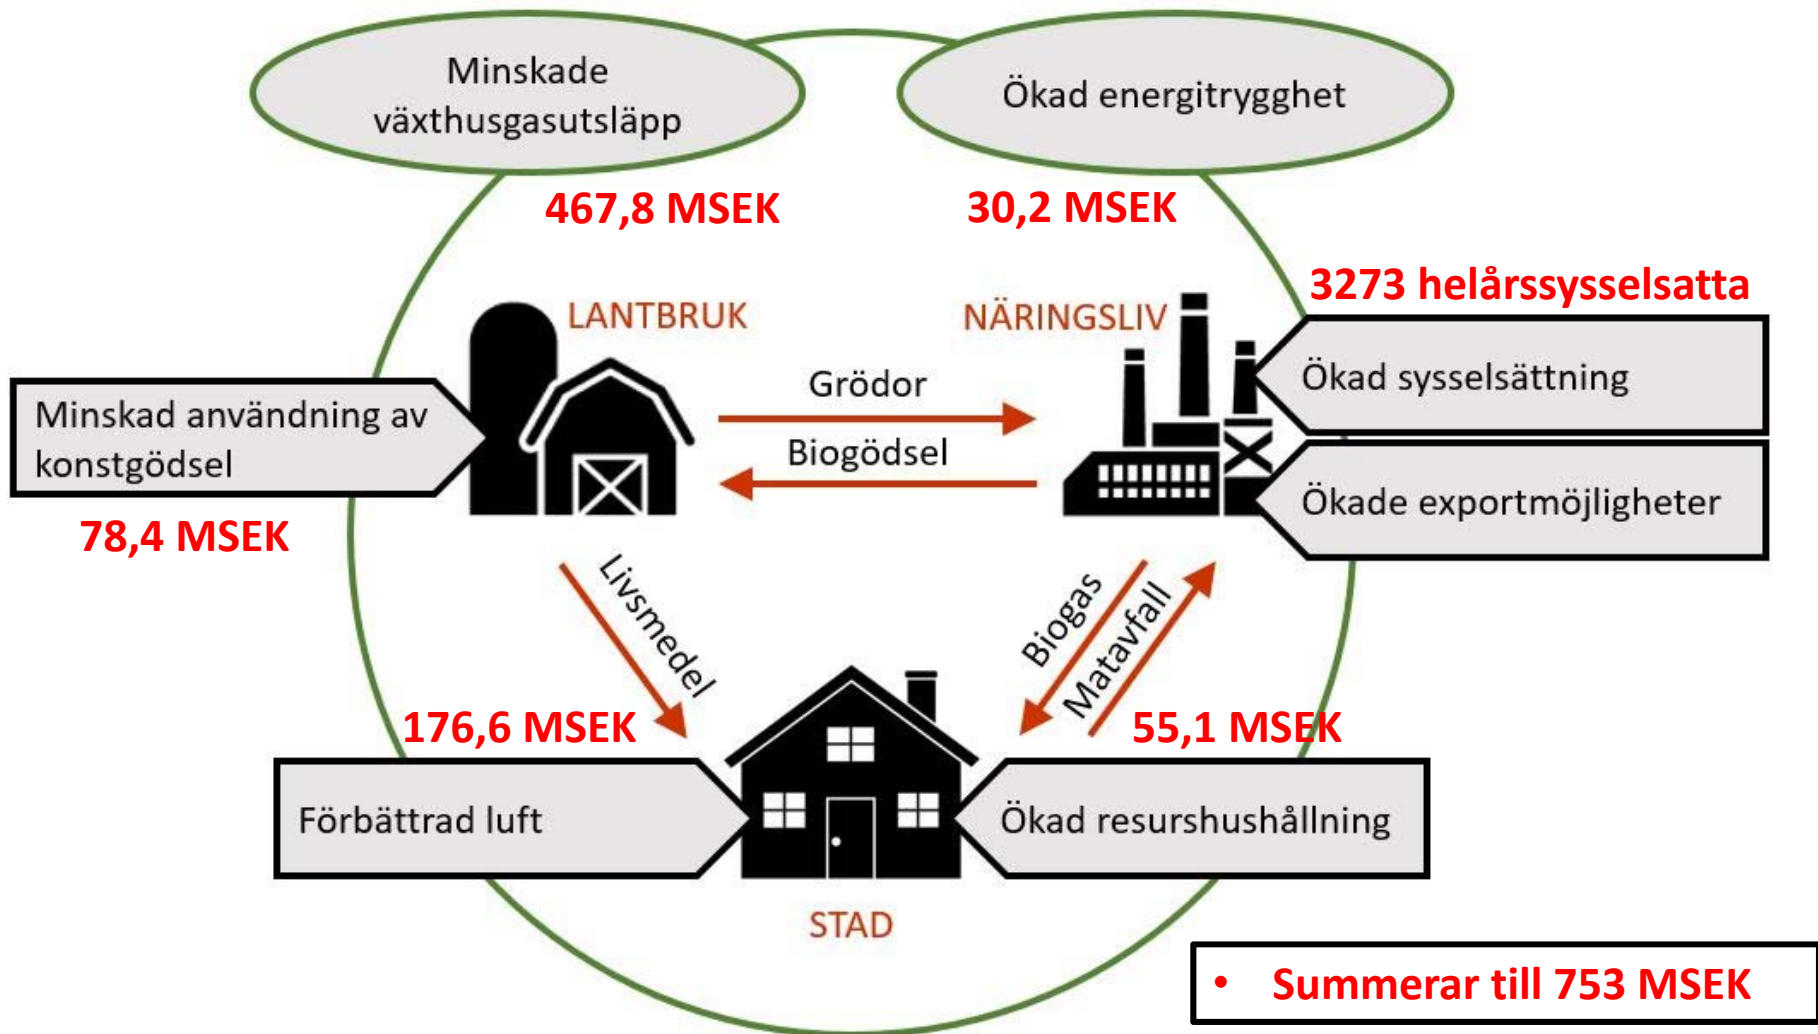 Minskade
växthusgasutsläpp
Ökad energitrygghet
467,8 MSEK
30,2 MSEK
3273 helårssysselsatta
LANTBRUK
NÄRINGSLIV
Ökad sysselsättning
Grödor
Minskad användning av
konstgödsel
Biogödsel
Ökade exportmöjligheter
78,4 MSEK
Livsmedel
Biogas
Matavfall
176,6 MSEK
55,1 MSEK
Förbättrad luft
Ökad resurshushållning
STAD
• Summerar till 753 MSEK